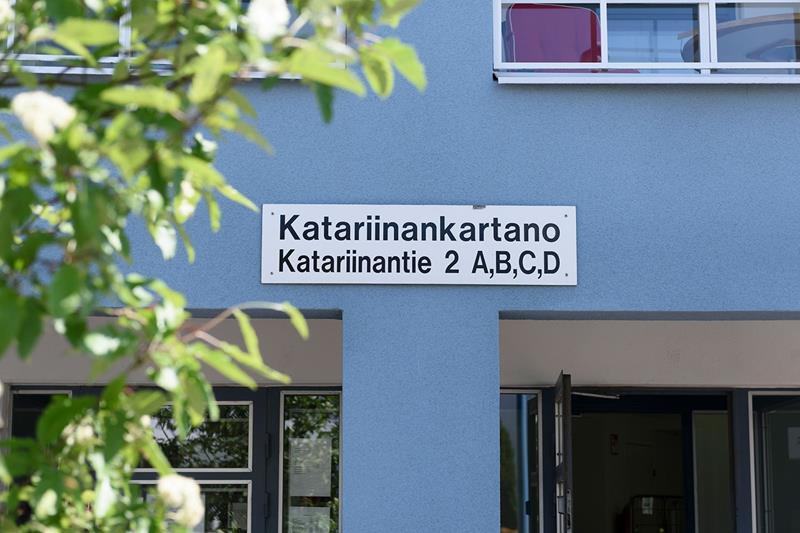 Katariinankartano
Katariinantie 2 A,B,C,D